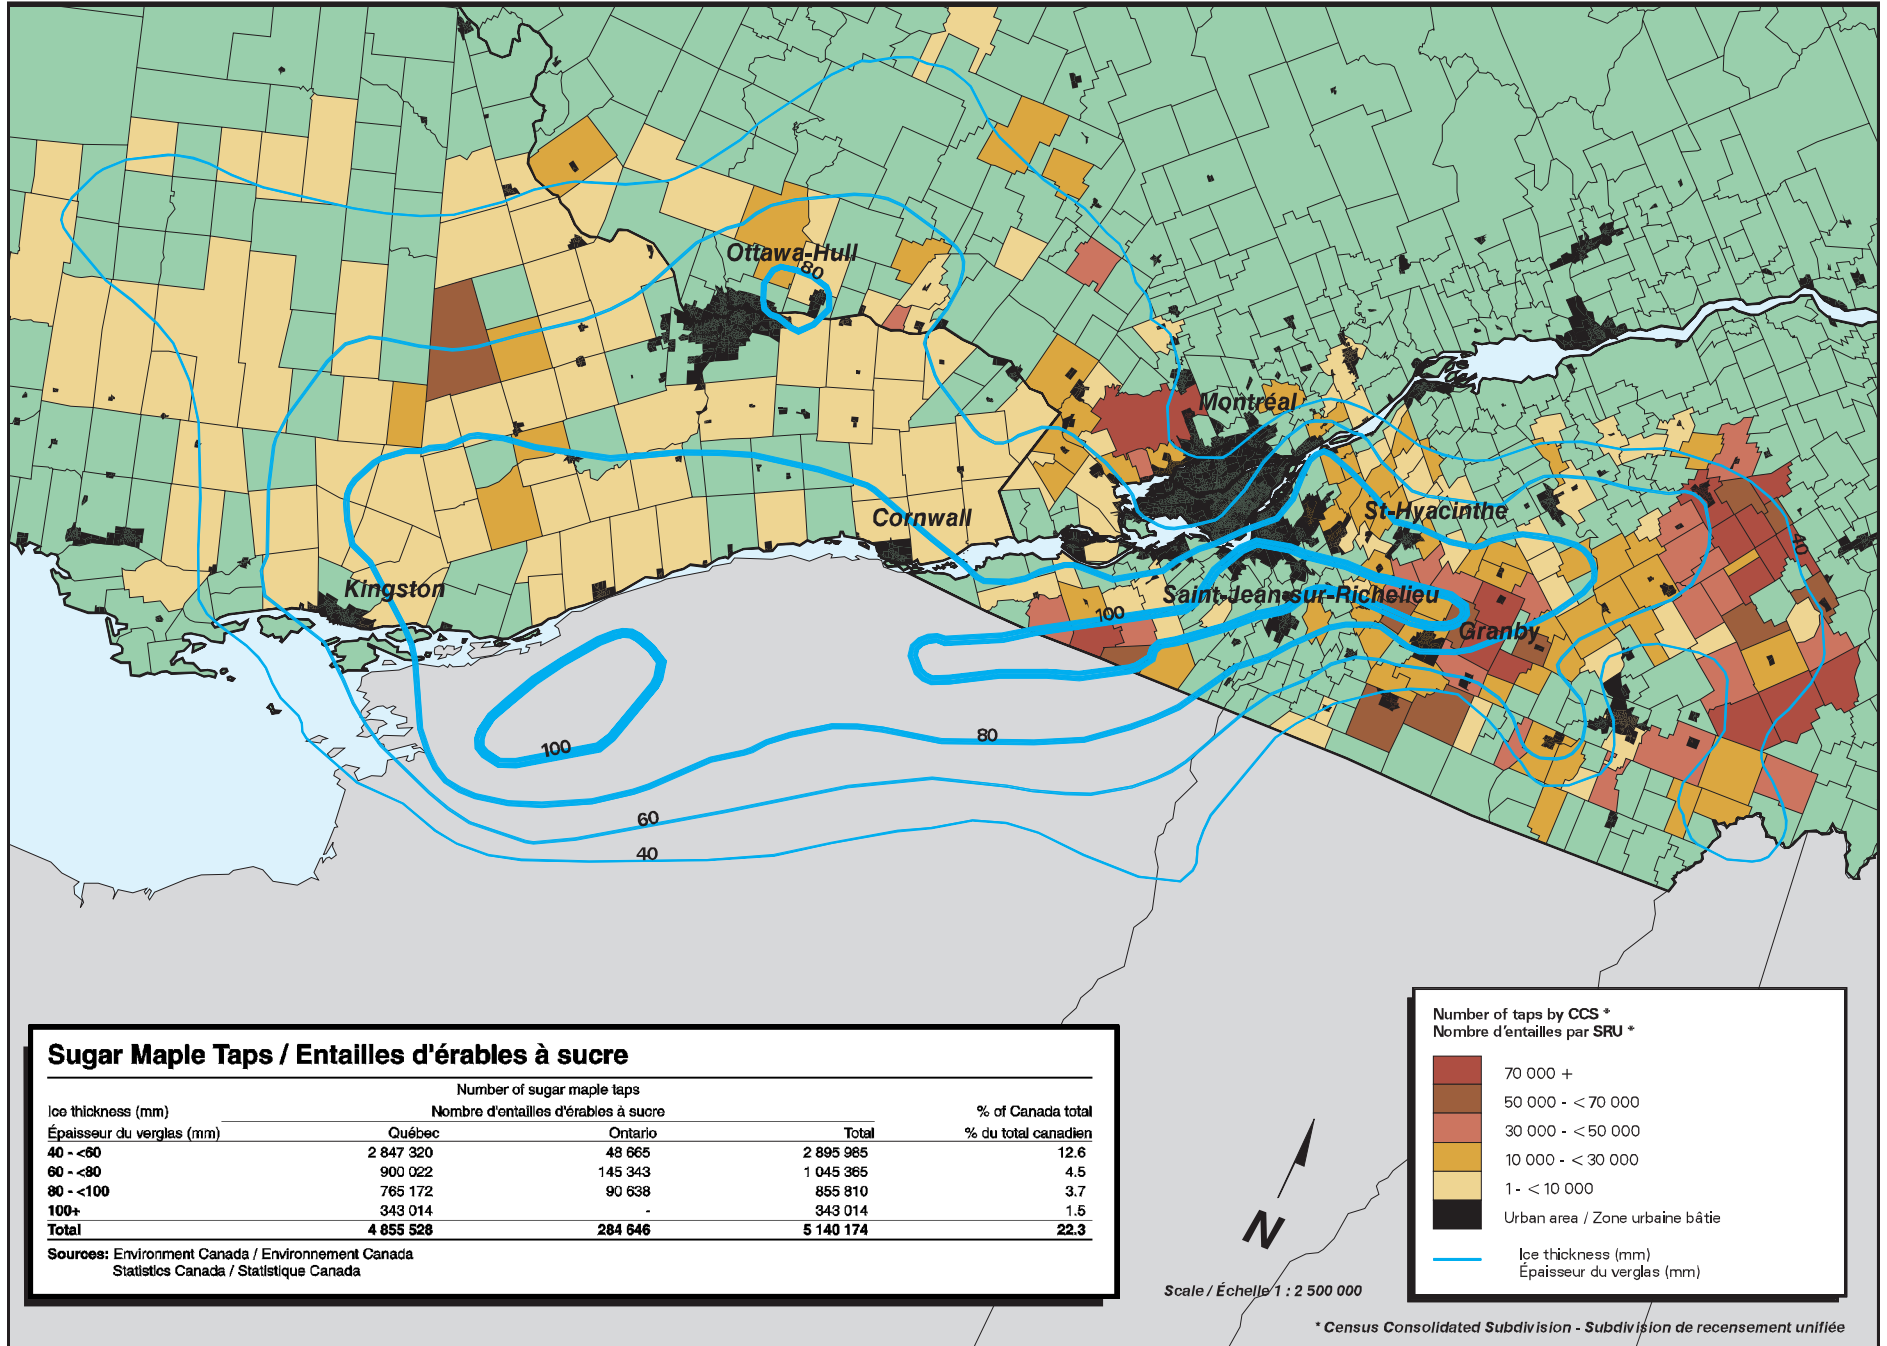 Ottawa-Hull
80
Montréal
St-Hyacinthe
Cornwall
40
Kingston
Saint-Jean-sur-Richelieu
100
Granby
100
80
60
40
Sugar Maple Taps / Entailles d'érables à sucre
Number of sugar maple taps
Ice thickness (mm) Nombre d'entailles d'érables à sucre % of Canada total
Épaisseur du verglas (mm) Québec Ontario Total % du total canadien
40 - <60 2 847 320 48 665 2 895 985 12.6
60 - <80 900 022 145 343 1 045 365 4.5
80 - <100 765 172 90 638 855 810 3.7
100+ 343 014 - 343 014 1.5
Total 4 855 528 284 646 5 140 174 22.3
Sources: Environment Canada / Environnement Canada
Statistics Canada / Statistique Canada
N
Scale / Échelle 1 : 2 500 000
Number of taps by CCS *
Nombre d'entailles par SRU *
70 000 +
50 000 - < 70 000
30 000 - < 50 000
10 000 - < 30 000
1 - < 10 000
Urban area / Zone urbaine bâtie
Ice thickness (mm)
Épaisseur du verglas (mm)
* Census Consolidated Subdivision - Subdivision de recensement unifiée